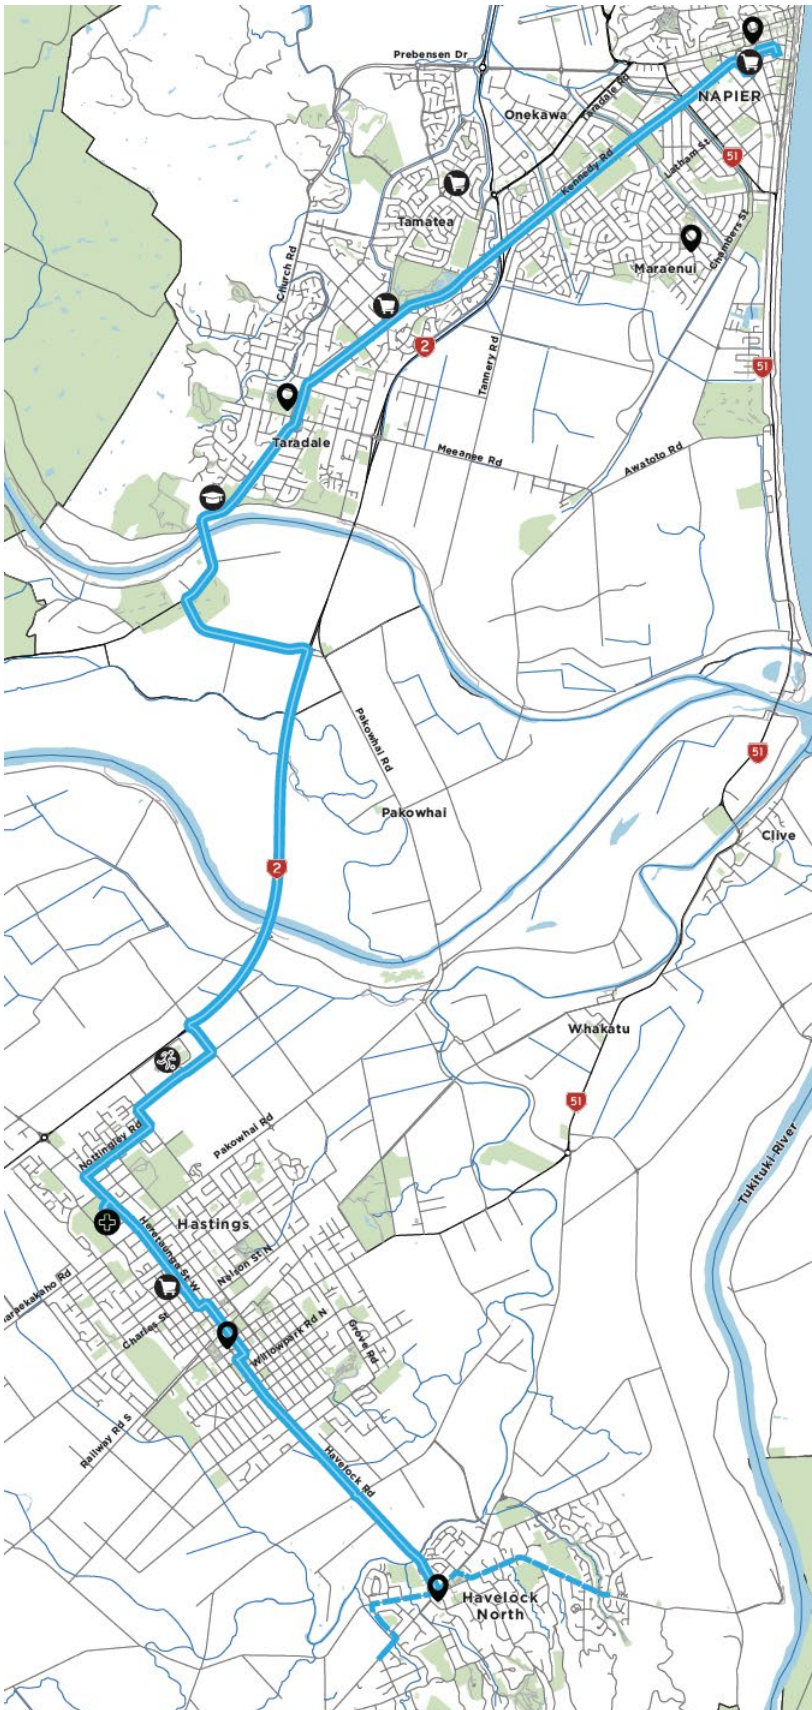 Prebensen Dr
NAPIER
Onekawa
Taradale Rd
Kennedy Rd
Latham St
51
Tamatea
Chambers St
Maraenui
Church Rd
2
Tannery Rd
51
Taradale
Meeanee Rd
Awatoto Rd
Pakowhai Rd
51
Pakowhai
Clive
2
Whakatu
51
Nottingley Rd
Pakowhai Rd
Tukituki River
Hastings
Heretaunga St W
Nelson St N
araekakaho Rd
Charles St
Willowpark Rd N
Grove Rd
Railway Rd S
Havelock Rd
Havelock
North